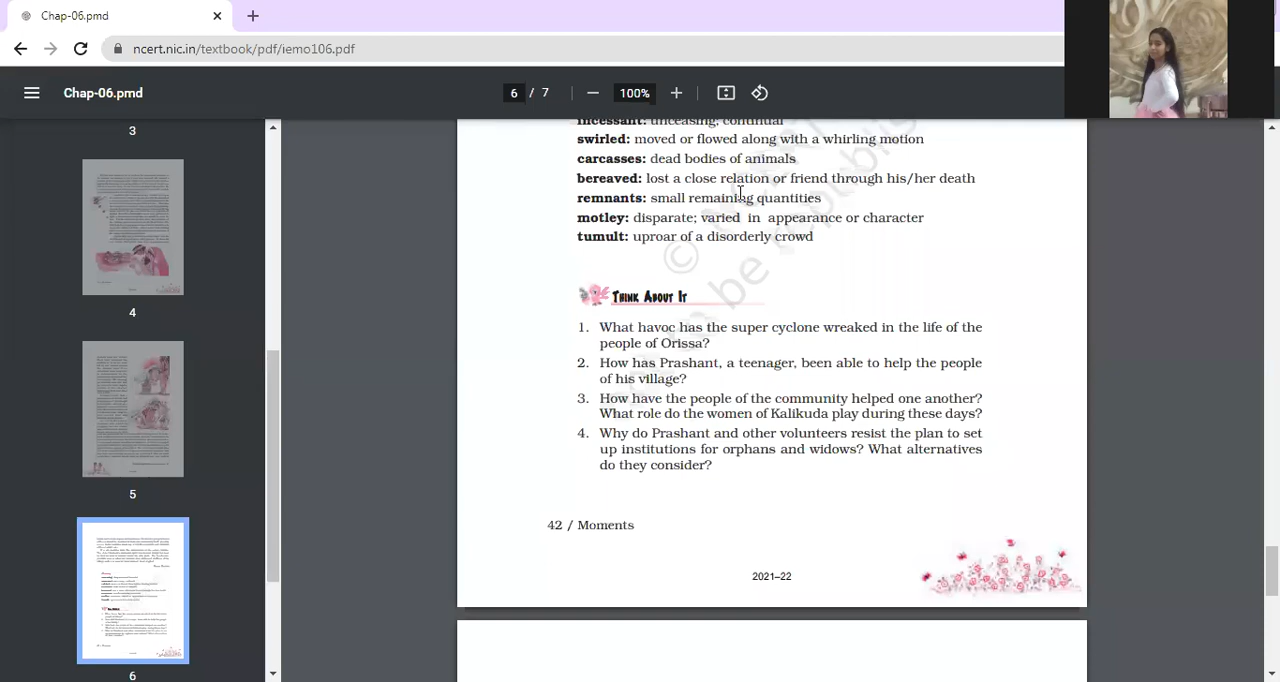 Chap-06.pmd
ncert.nic.in/textbook/pdf/iemo106.pdf
Chap-06.pmd
6 / 7
100%
3
4
5
6
incessant: unceasing; continual
swirled: moved or flowed along with a whirling motion
carcasses: dead bodies of animals
bereaved: lost a close relation or friend through his/her death
remnants: small remaining quantities
motley: disparate; varied in appearance or character
tumult: uproar of a disorderly crowd
THINK ABOUT IT
1. What havoc has the super cyclone wreaked in the life of the
people of Orissa?
2. How has Prashant, a teenager, been able to help the people
of his village?
3. How have the people of the community helped one another?
What role do the women of Kalikuda play during these days?
4. Why do Prashant and other volunteers resist the plan to set
up institutions for orphans and widows? What alternatives
do they consider?
42 / Moments
2021–22